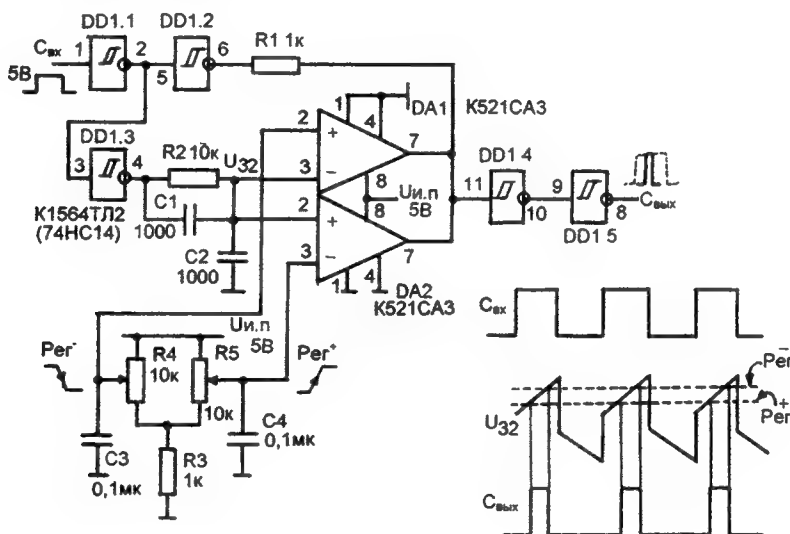 DD1.1 DD1.2
Cвх 1 2 6 R1 1к
5
5В
DA1 K521CA3
1 4
2 +
DD1.3 R2 10к U32 7 DD1 4
3 4 3 − 8 11 9
Uи.п
8 5В 10 8 Cвых
К1564ТЛ2 C1 2 + DD1 5
(74HC14) 1000
3 − 7
C2
1000 1 4 DA2
K521CA3
Cвх
Uи.п
5В
Рег- R4 R5 Рег+
10к
10к
Рег-
Рег+
U32
C4
C3 0,1мк
R3
0,1мк 1к
Cвых